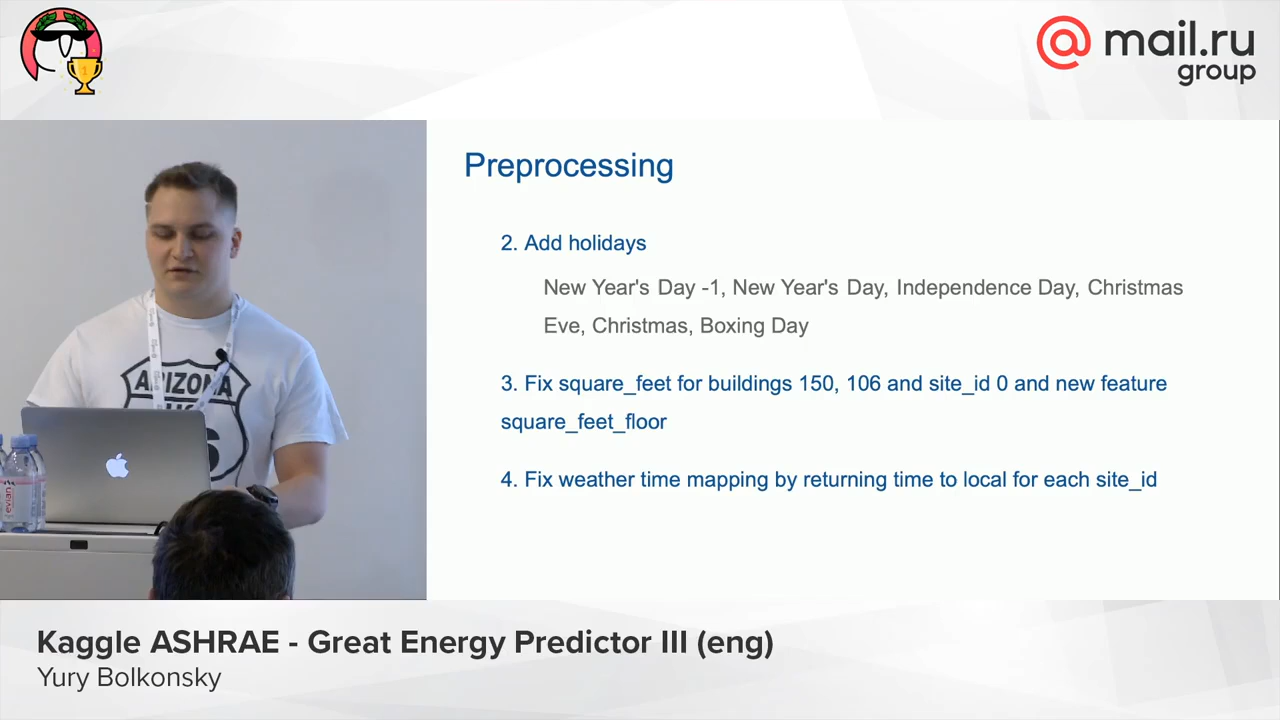 @ mail.ru
group
Preprocessing
2. Add holidays
New Year's Day -1, New Year's Day, Independence Day, Christmas
Eve, Christmas, Boxing Day
3. Fix square_feet for buildings 150, 106 and site_id 0 and new feature
square_feet_floor
4. Fix weather time mapping by returning time to local for each site_id
ARIZONA
6
evian
Kaggle ASHRAE - Great Energy Predictor III (eng)
Yury Bolkonsky